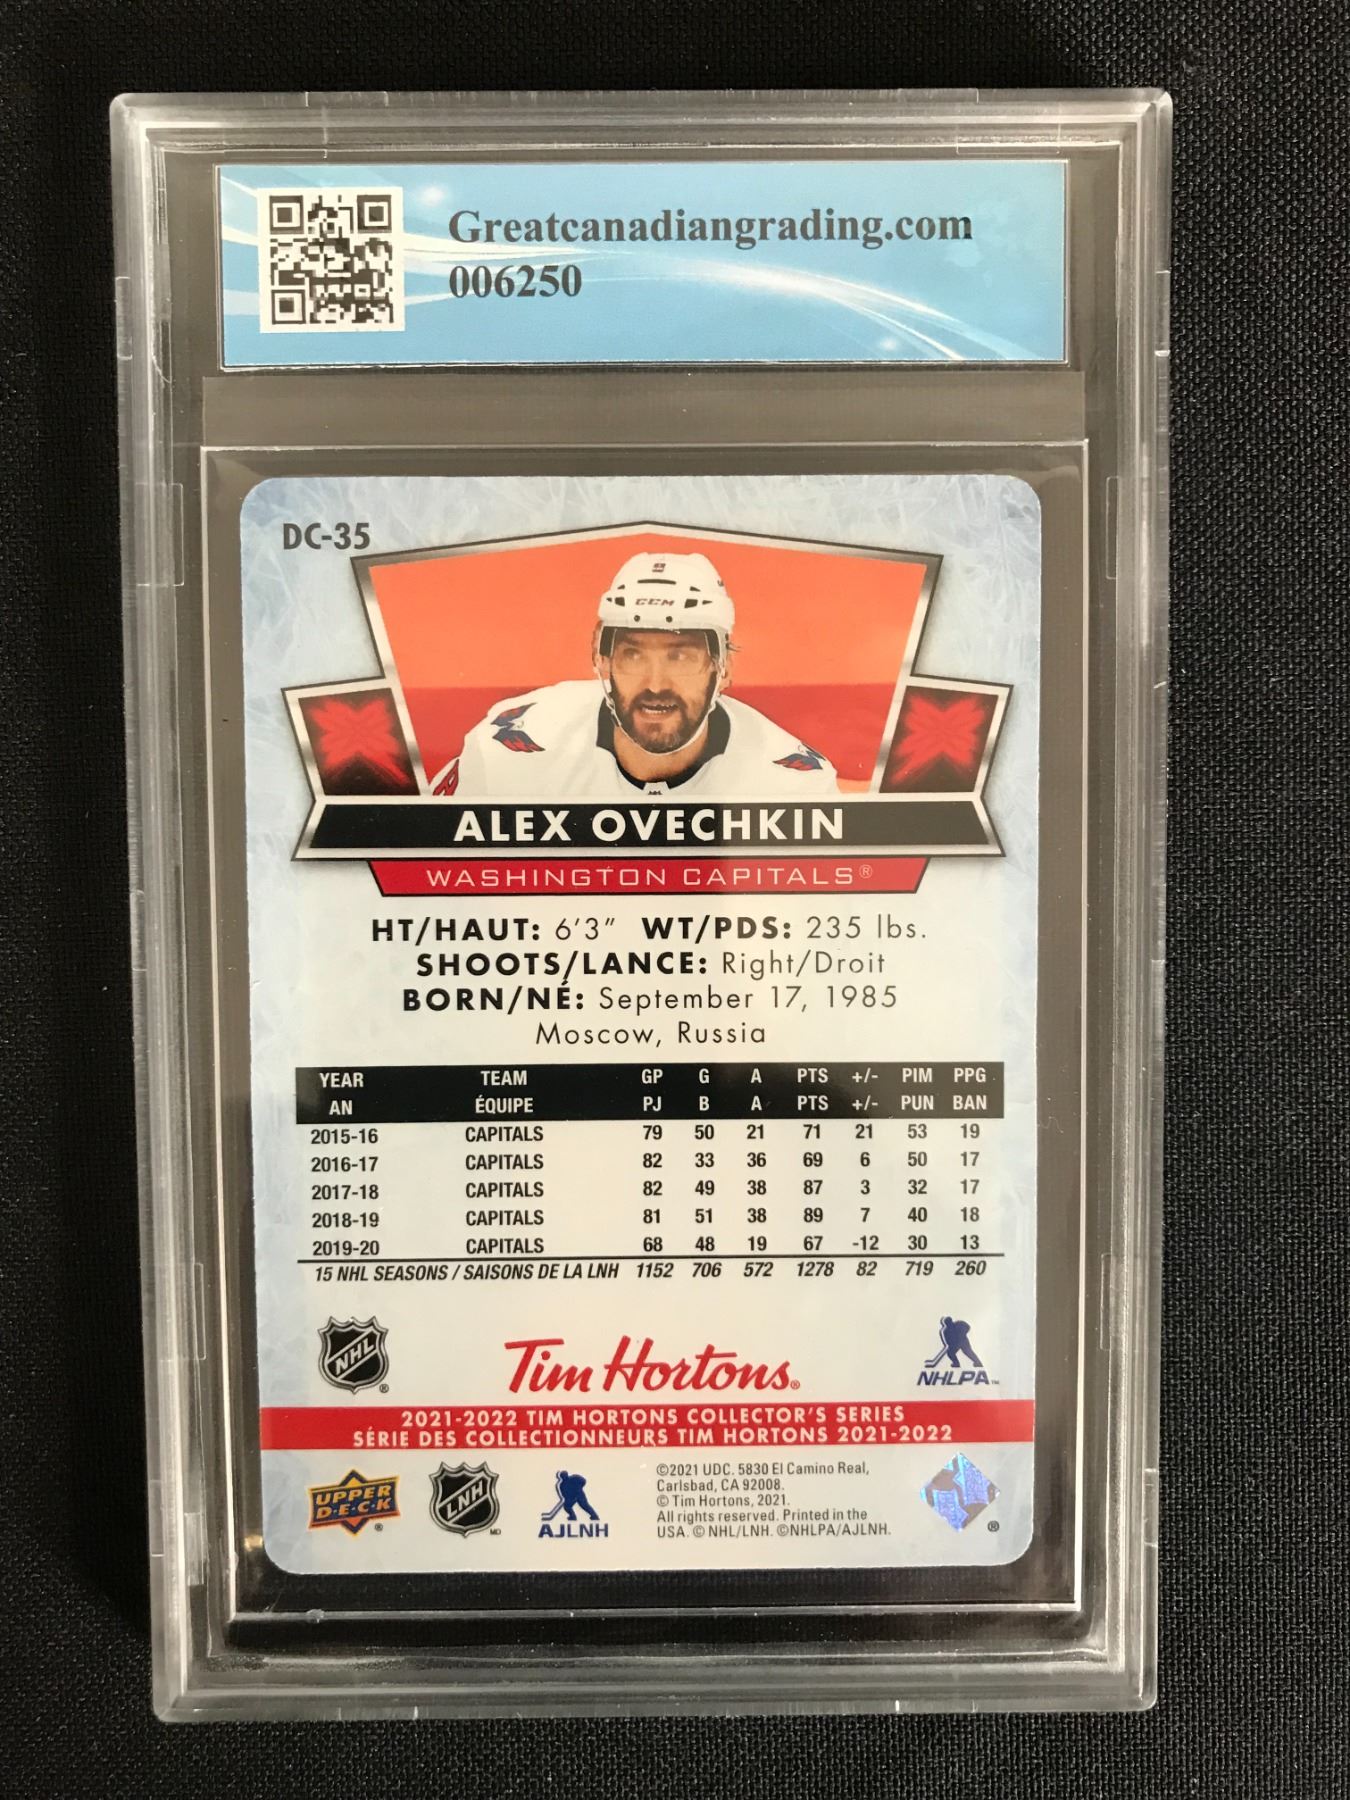 Greatcanadiangrading.com
006250
DC-35
CCM
ALEX OVECHKIN
WASHINGTON CAPITALS®
HT/HAUT: 6'3" WT/PDS: 235 lbs.
SHOOTS/LANCE: Right/Droit
BORN/NÉ: September 17, 1985
Moscow, Russia
YEAR TEAM GP G A PTS +/- PIM PPG
AN ÉQUIPE PJ B A PTS +/- PUN BAN
2015-16 CAPITALS 79 50 21 71 21 53 19
2016-17 CAPITALS 82 33 36 69 6 50 17
2017-18 CAPITALS 82 49 38 87 3 32 17
2018-19 CAPITALS 81 51 38 89 7 40 18
2019-20 CAPITALS 68 48 19 67 -12 30 13
15 NHL SEASONS / SAISONS DE LA LNH 1152 706 572 1278 82 719 260
NHL ®
Tim Hortons®
NHLPA™
2021-2022 TIM HORTONS COLLECTOR'S SERIES
SÉRIE DES COLLECTIONNEURS TIM HORTONS 2021-2022
UPPER
D·E·C·K ®
LNH MD
AJLNH
©2021 UDC. 5830 El Camino Real,
Carlsbad, CA 92008.
© Tim Hortons, 2021.
All rights reserved. Printed in the
USA. © NHL/LNH. ©NHLPA/AJLNH.
®